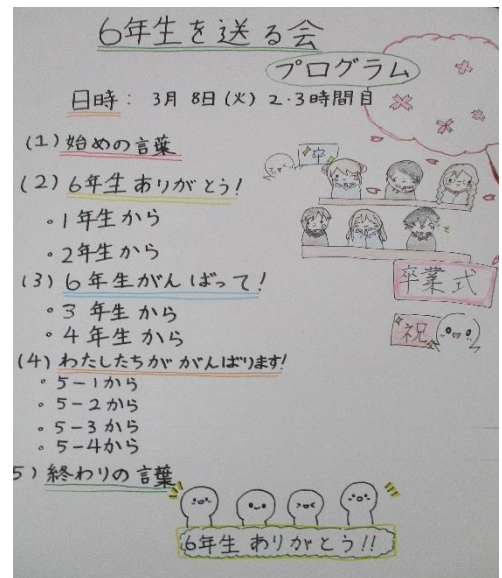 6年生を送る会
プログラム
日時: 3月 8日(火) 2・3時間目
(1)始めの言葉
(2)6年生ありがとう!
・1年生から
・2年生から
(3)6年生がんばって!
・3年生から
・4年生から
(4)わたしたちががんばります!
・5-1から
・5-2から
・5-3から
・5-4から
5)終わりの言葉
卒
卒業式
祝
6年生 ありがとう!!